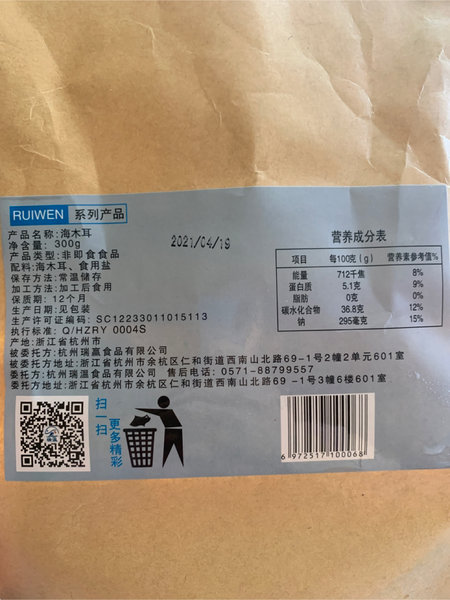 RUIWEN 系列产品
产品名称:海木耳
净含量: 300g
2021/04/19
产品类型:非即食食品
配料:海木耳、食用盐
储存方法:常温储存
加工方法:加工后食用
保质期:12个月
生产日期:见包装
生产许可证编码:SC12233011015113
执行标准: Q/HZRY 0004S
产地:浙江省杭州市
被委托方:杭州瑞赢食品有限公司
被委托方地址:浙江省杭州市余杭区仁和街道西南山北路69-1号2幢2单元601室
委托方:杭州瑞温食品有限公司 售后电话:0571-88799557
委托方地址:浙江省杭州市余杭区仁和街道西南山北路69 -1号3幢6楼601室
营养成分表
项目 每100克(g) 营养素参考值%
能量 712千焦 8%
蛋白质 5.1克 9%
脂肪 0克 0%
碳水化合物 36.8克 12%
钠 295毫克 15%
扫一扫
更多精彩
6 972517 100068